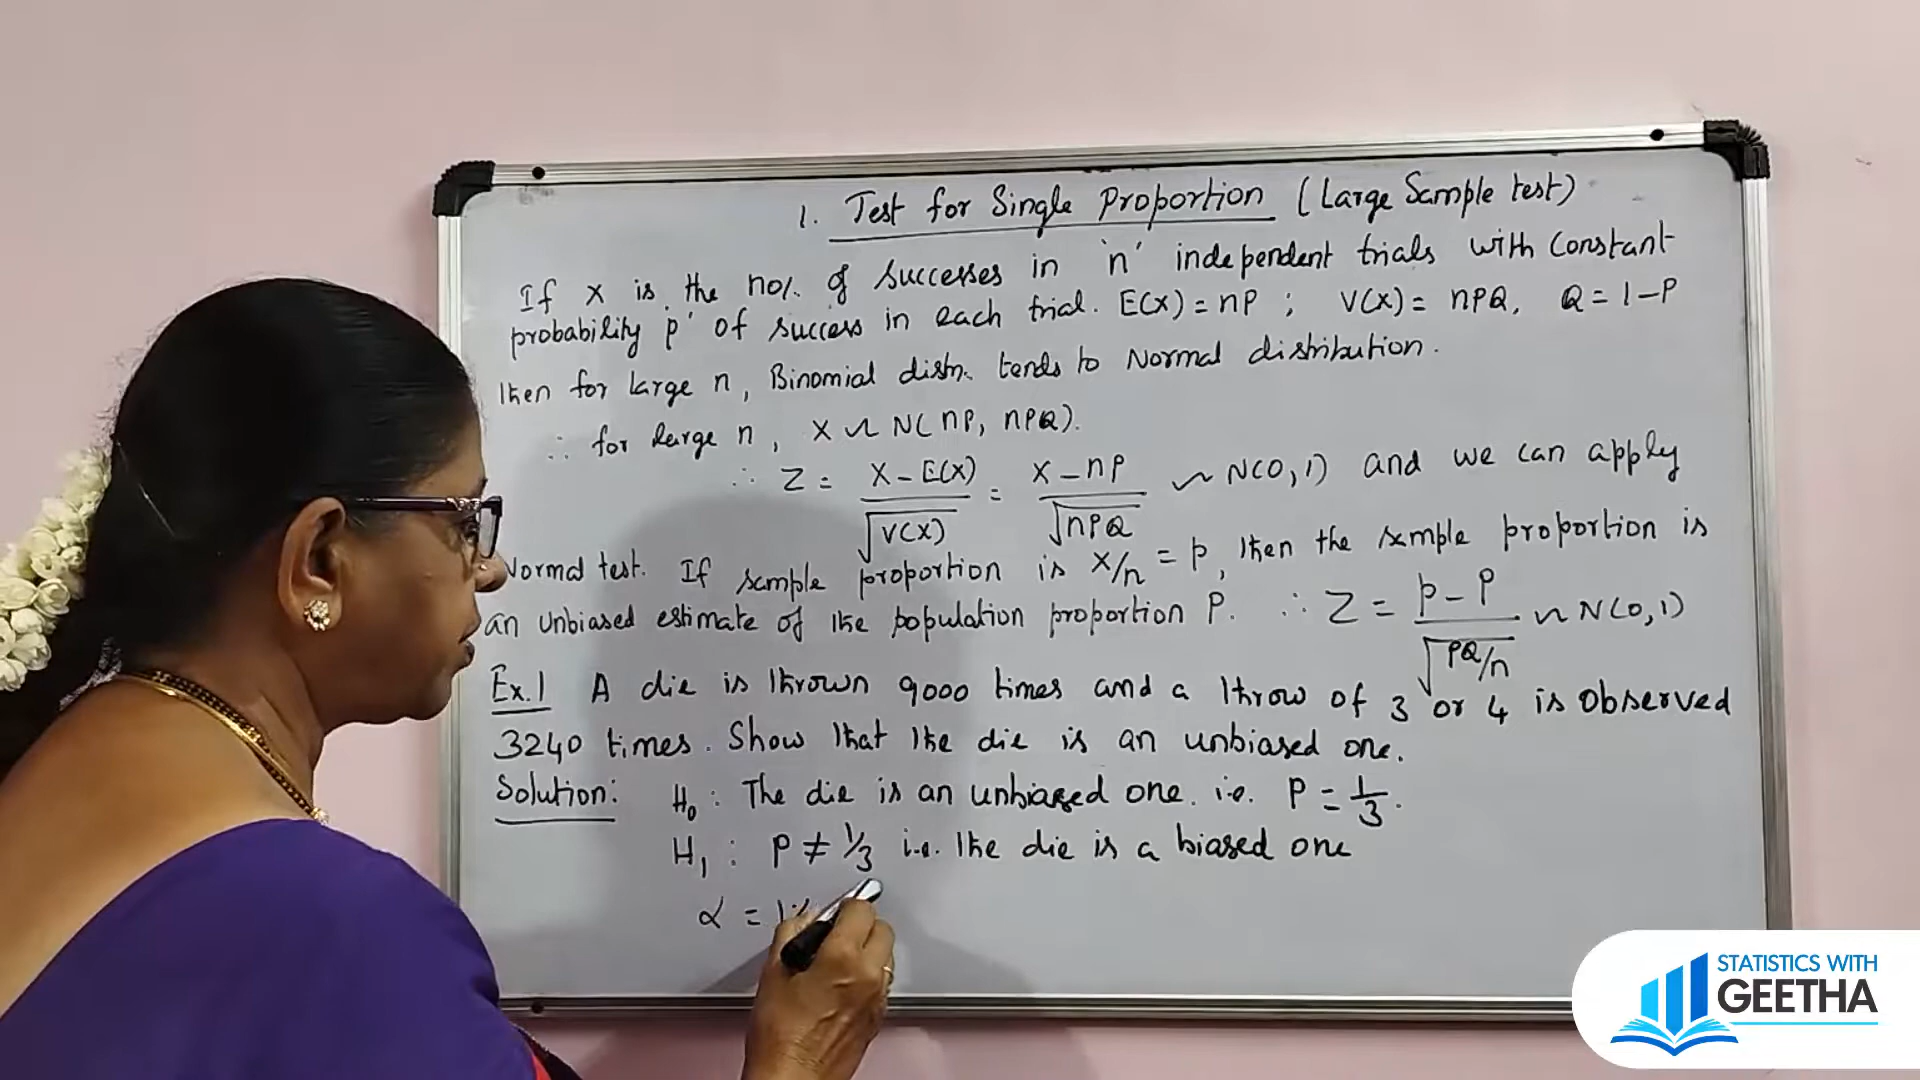 1. Test for Single Proportion (Large Sample test)
If X is the no/. of successes in 'n' independent trials with Constant
probability p' of success in each trial. E(X) = nP ; V(X) = nPQ, Q = 1-P
then for large n, Binomial distn. tends to Normal distribution.
∴ for large n, X ~ N(nP, nPQ).
∴ Z = X - E(X) / √V(X) = X - nP / √nPQ ~ N(0,1) and we can apply
Normal test. If sample proportion is X/n = p, then the sample proportion is
an unbiased estimate of the population proportion P. ∴ Z = p - P / √PQ/n ~ N(0,1)
Ex.1 A die is thrown 9000 times and a throw of 3 or 4 is observed
3240 times. Show that the die is an unbiased one.
Solution: H₀ : The die is an unbiased one. i.e. P = 1/3.
H₁ : P ≠ 1/3 i.e. the die is a biased one
α = 1%
STATISTICS WITH
GEETHA